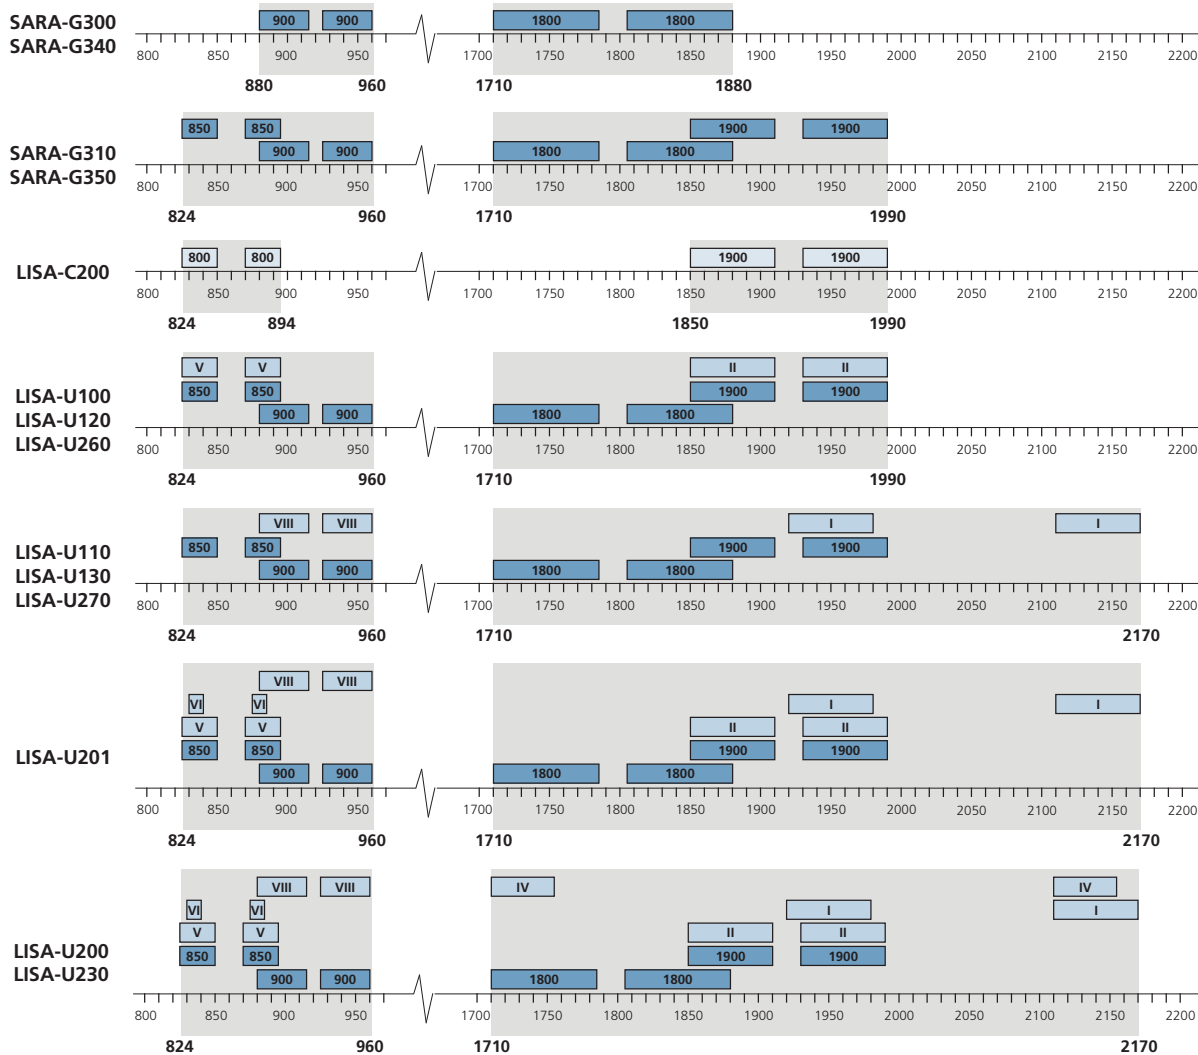 SARA-G300
SARA-G340
900 900 1800 1800
800 850 900 950 1700 1750 1800 1850 1900 1950 2000 2050 2100 2150 2200
880 960 1710 1880
SARA-G310
SARA-G350
850 850 1900 1900
900 900 1800 1800
800 850 900 950 1700 1750 1800 1850 1900 1950 2000 2050 2100 2150 2200
824 960 1710 1990
LISA-C200
800 800 1900 1900
800 850 900 950 1700 1750 1800 1850 1900 1950 2000 2050 2100 2150 2200
824 894 1850 1990
LISA-U100
LISA-U120
LISA-U260
V V II II
850 850 1900 1900
900 900 1800 1800
800 850 900 950 1700 1750 1800 1850 1900 1950 2000 2050 2100 2150 2200
824 960 1710 1990
LISA-U110
LISA-U130
LISA-U270
VIII VIII I I
850 850 1900 1900
900 900 1800 1800
800 850 900 950 1700 1750 1800 1850 1900 1950 2000 2050 2100 2150 2200
824 960 1710 2170
LISA-U201
VIII VIII
VI VI I I
V V II II
850 850 1900 1900
900 900 1800 1800
800 850 900 950 1700 1750 1800 1850 1900 1950 2000 2050 2100 2150 2200
824 960 1710 2170
LISA-U200
LISA-U230
VIII VIII IV IV
VI VI I I
V V II II
850 850 1900 1900
900 900 1800 1800
800 850 900 950 1700 1750 1800 1850 1900 1950 2000 2050 2100 2150 2200
824 960 1710 2170